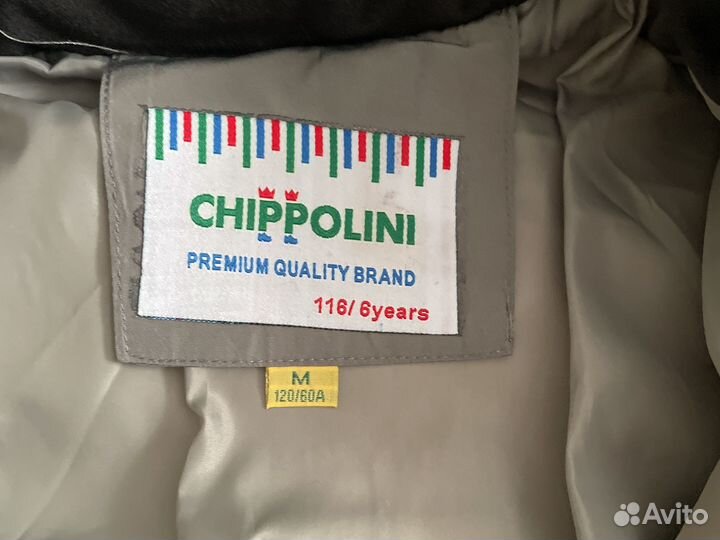 CHIPPOLINI
PREMIUM QUALITY BRAND
116/ 6years
M
120/60A
Avito